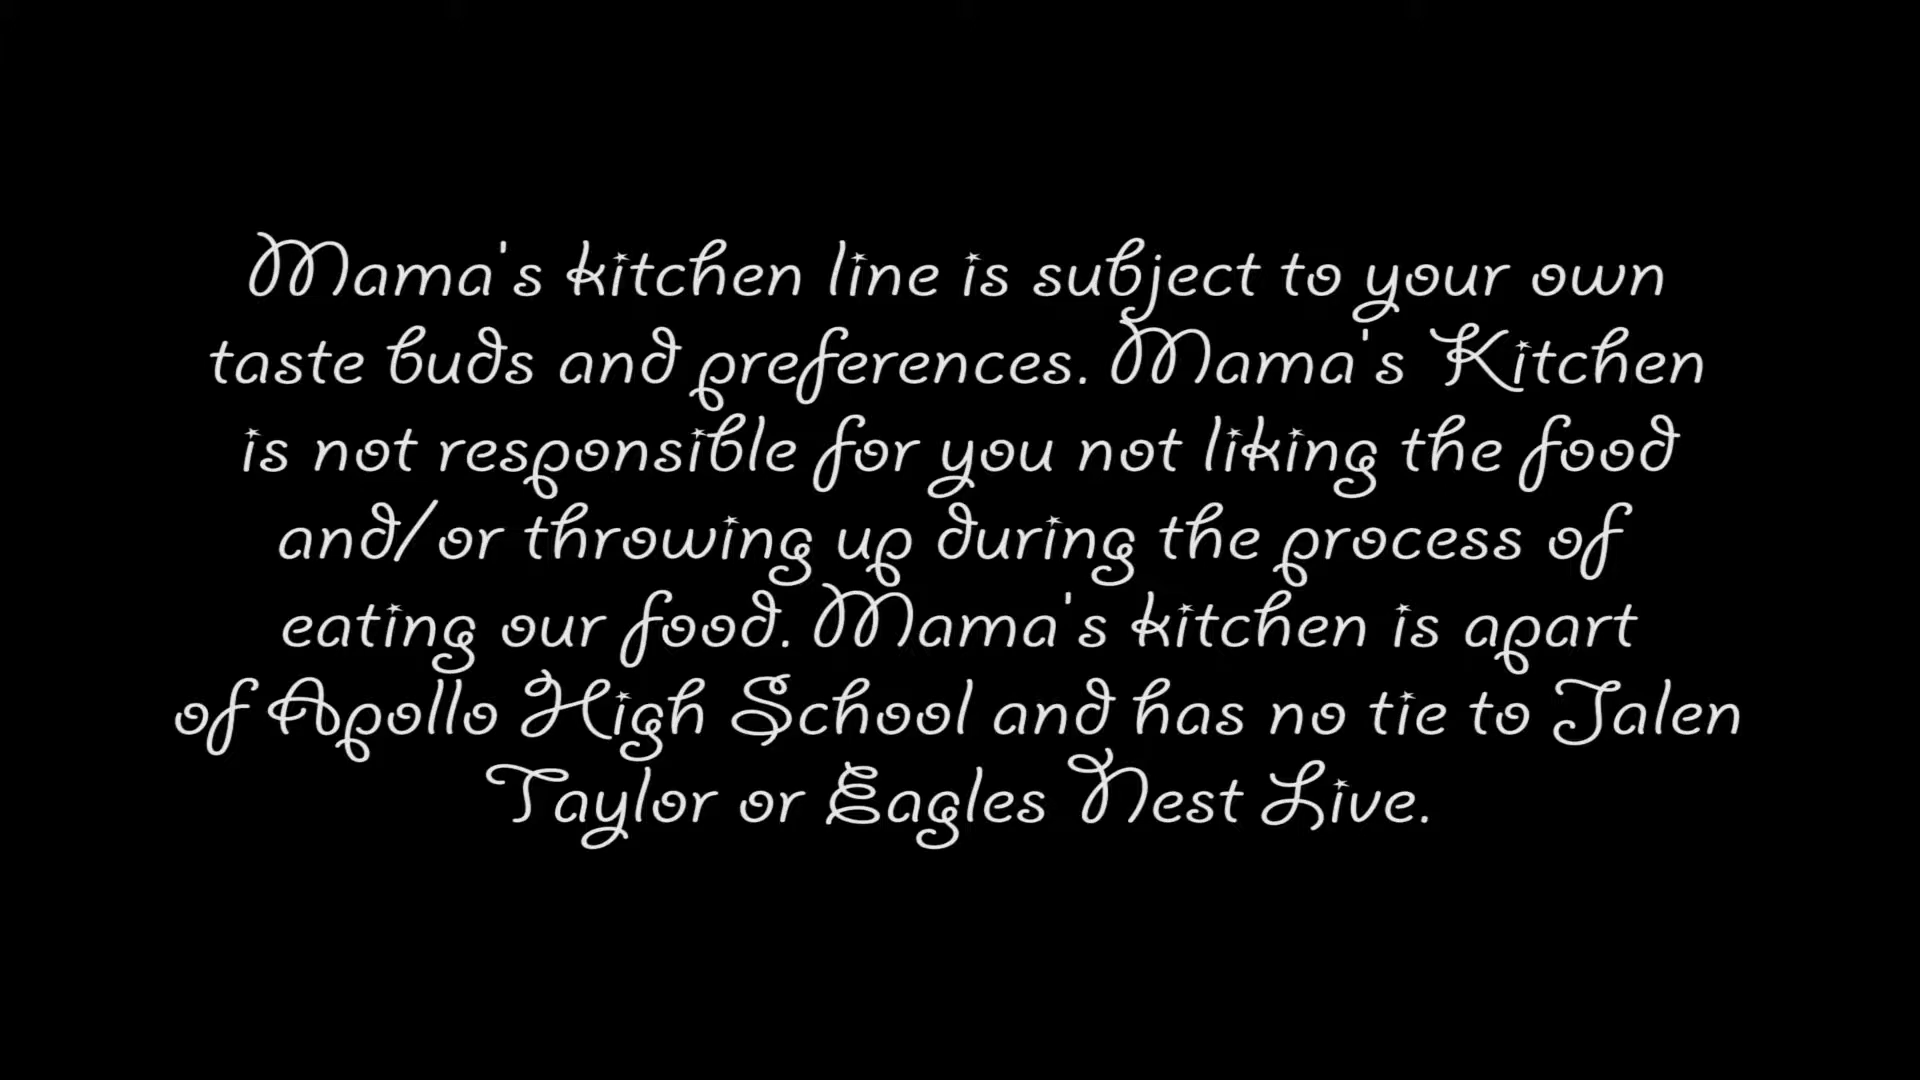 Mama's kitchen line is subject to your own
taste buds and preferences. Mama's Kitchen
is not responsible for you not liking the food
and/or throwing up during the process of
eating our food. Mama's kitchen is apart
of Apollo High School and has no tie to Jalen
Taylor or Eagles Nest Live.